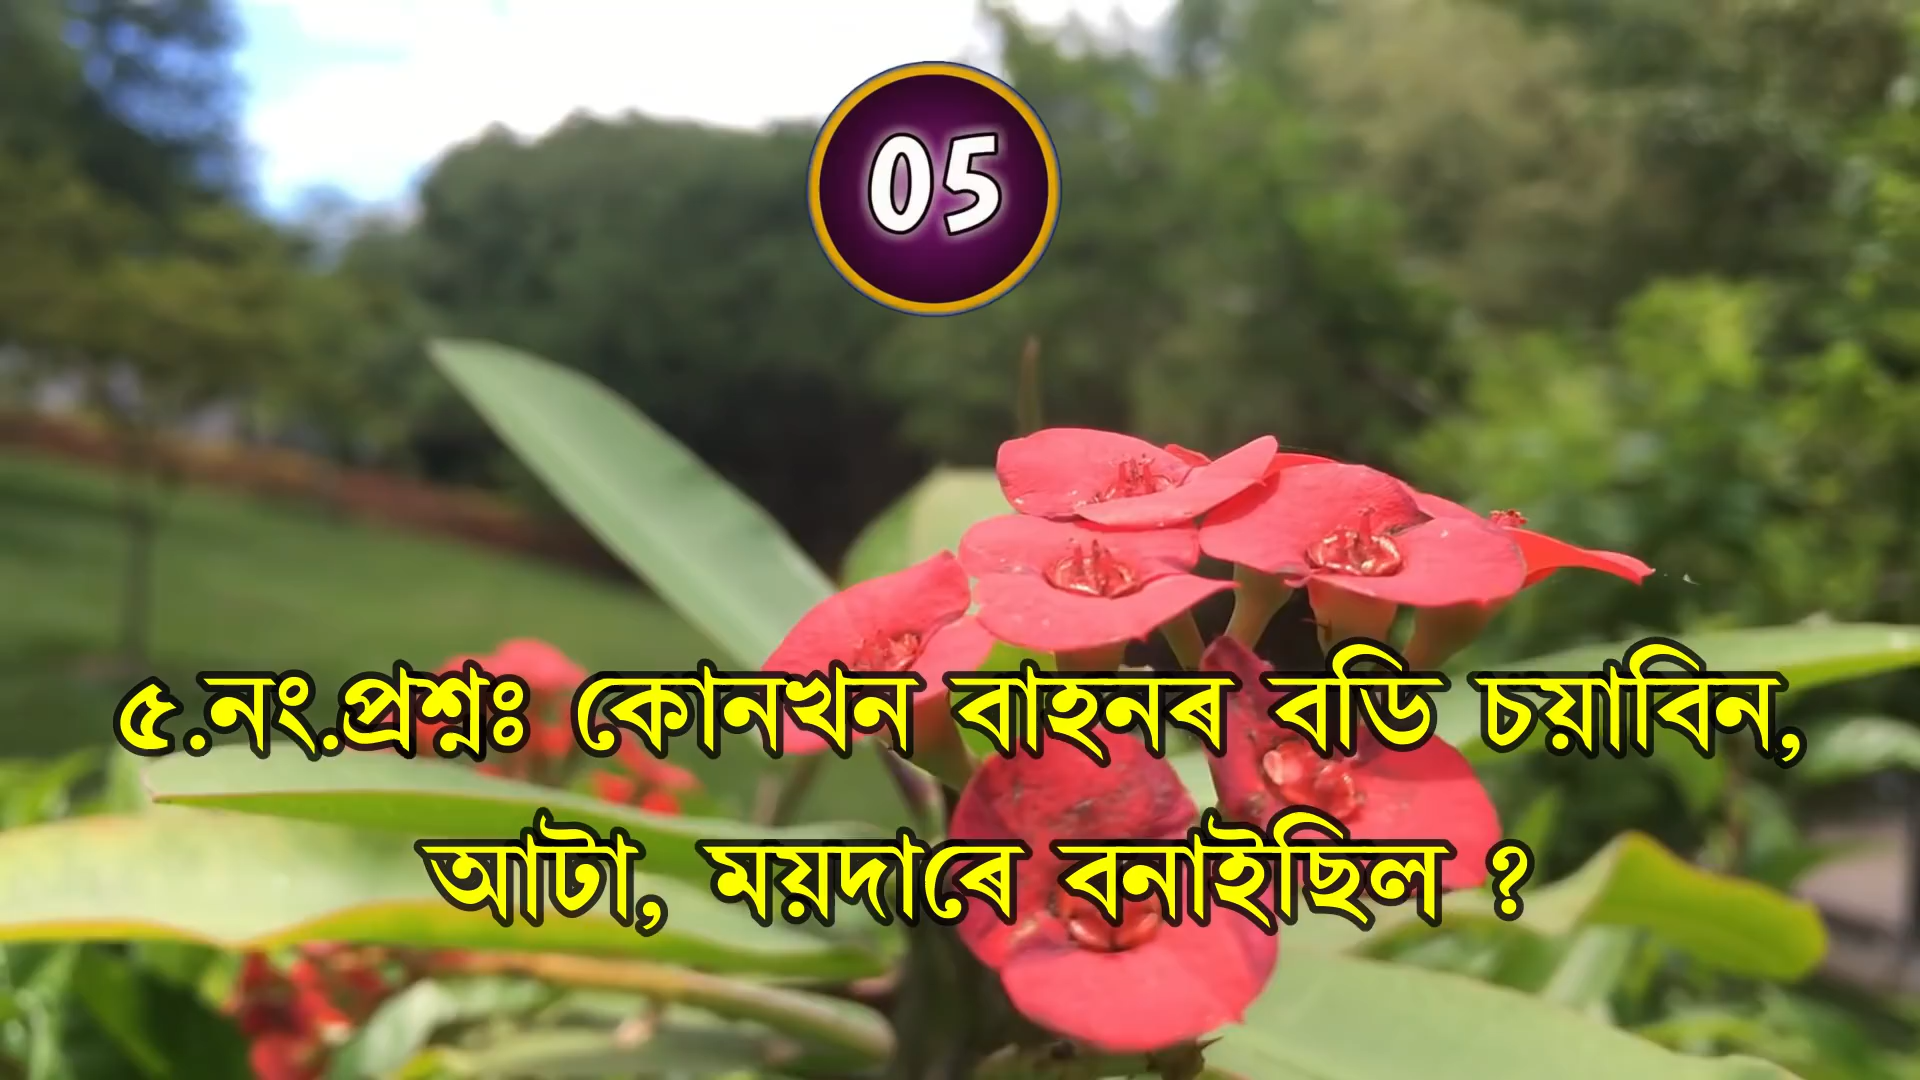 05
৫.নং.প্ৰশ্নঃ কোনখন বাহনৰ বডি চয়াবিন,
আটা, ময়দাৰে বনাইছিল ?